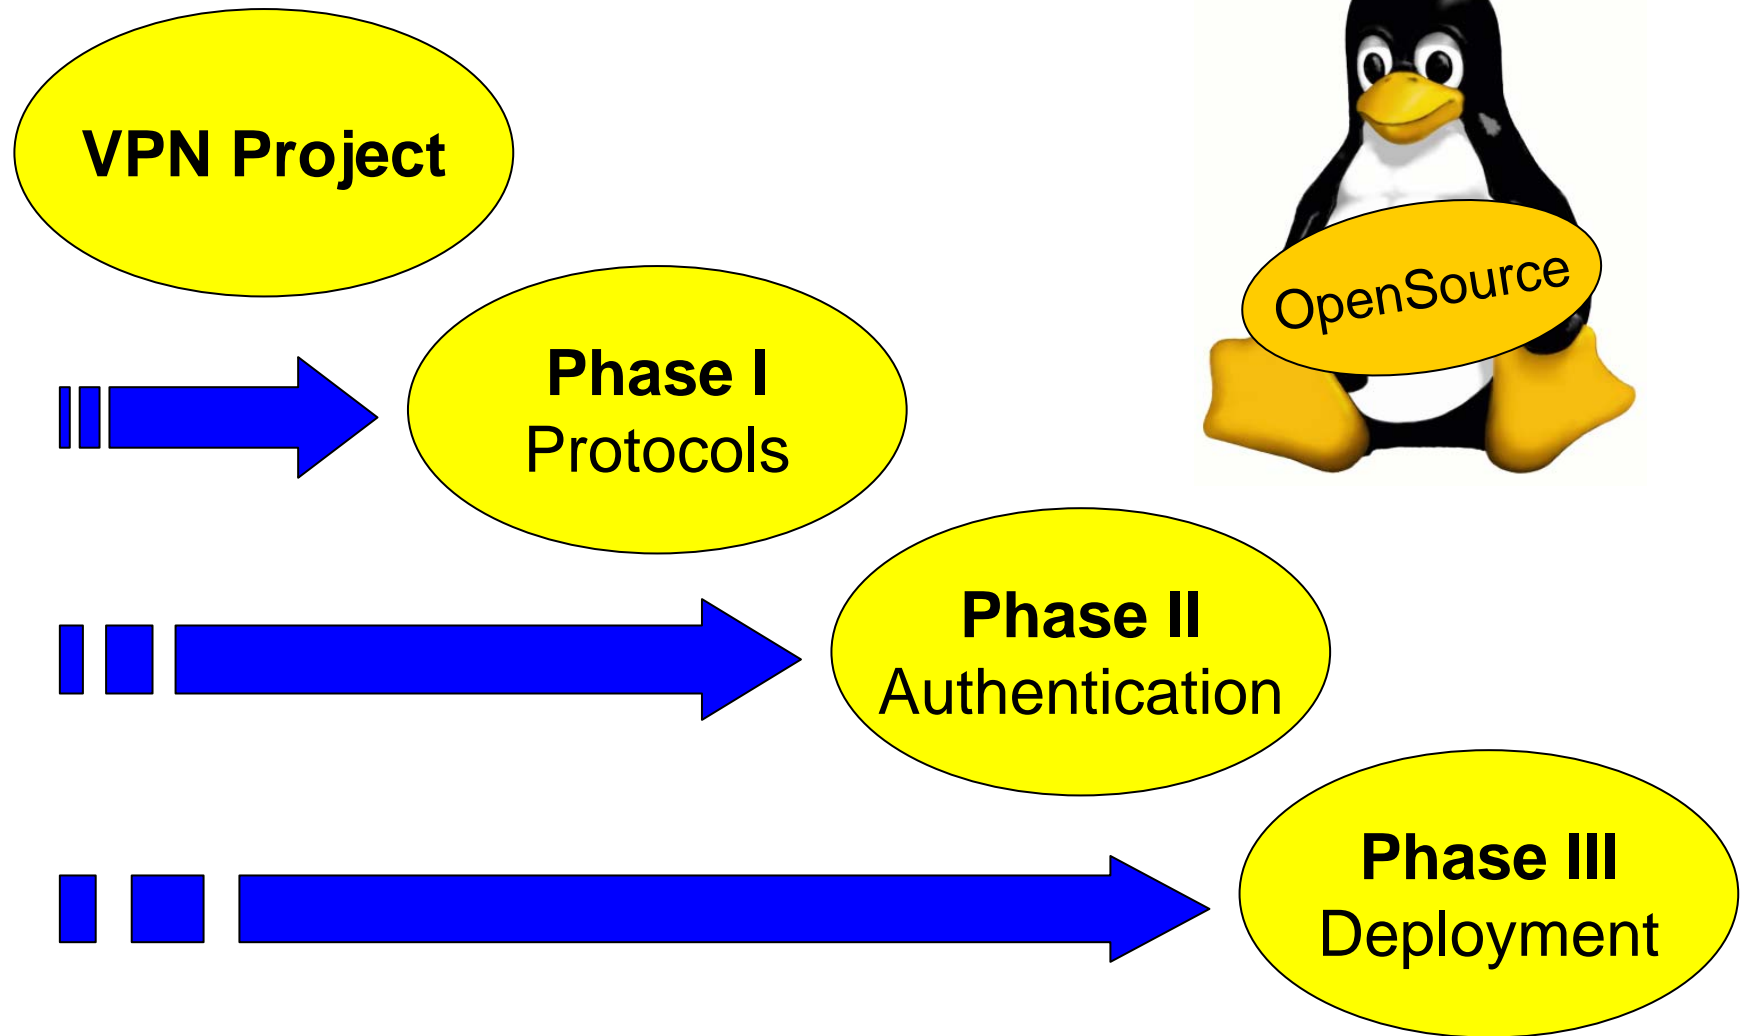 VPN Project
OpenSource
Phase I
Protocols
Phase II
Authentication
Phase III
Deployment